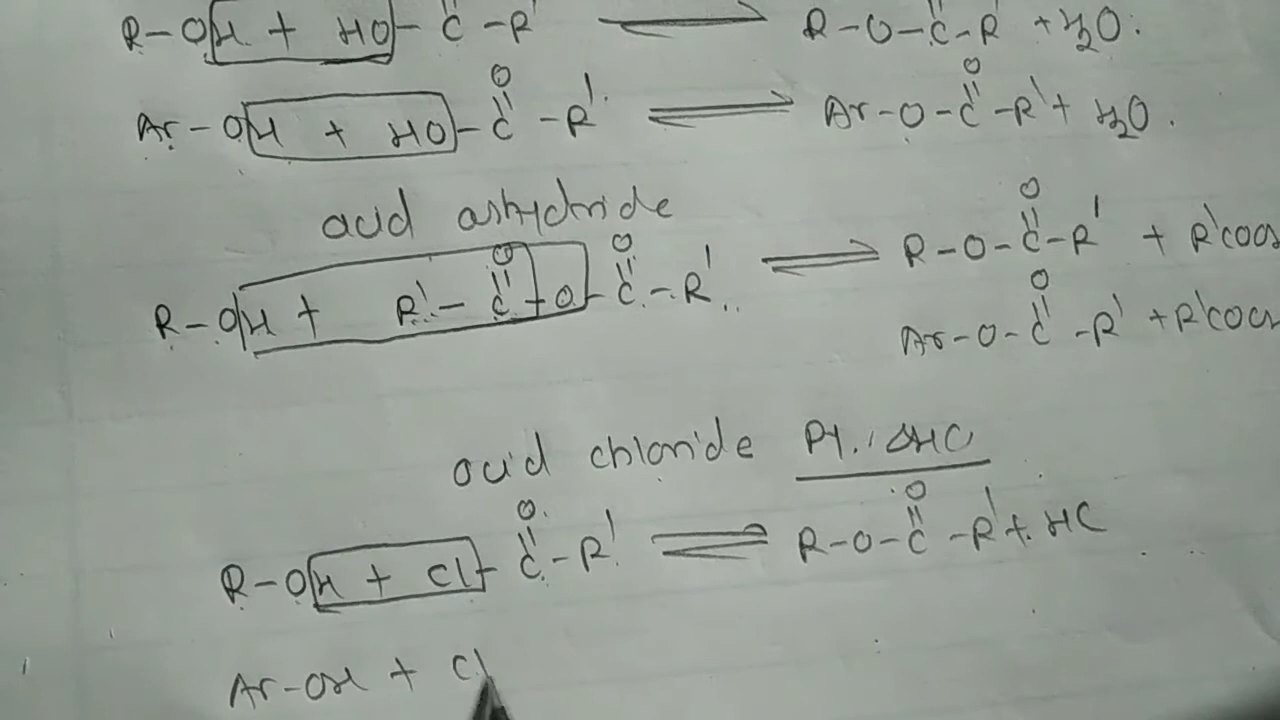 R-OH + HO-C-R' ⟶ R-O-C-R' + H2O.
O O
Ar-OH + HO-C-R' ⇌ Ar-O-C-R' + H2O.
acid anhydride
O O O
R-OH + R'-C-O-C-R' ⇌ R-O-C-R' + R'COO
O
Ar-O-C-R' + R'COO
acid chloride
O O
R-OH + Cl-C-R' ⇌ R-O-C-R' + HC
Ar-OH + Cl